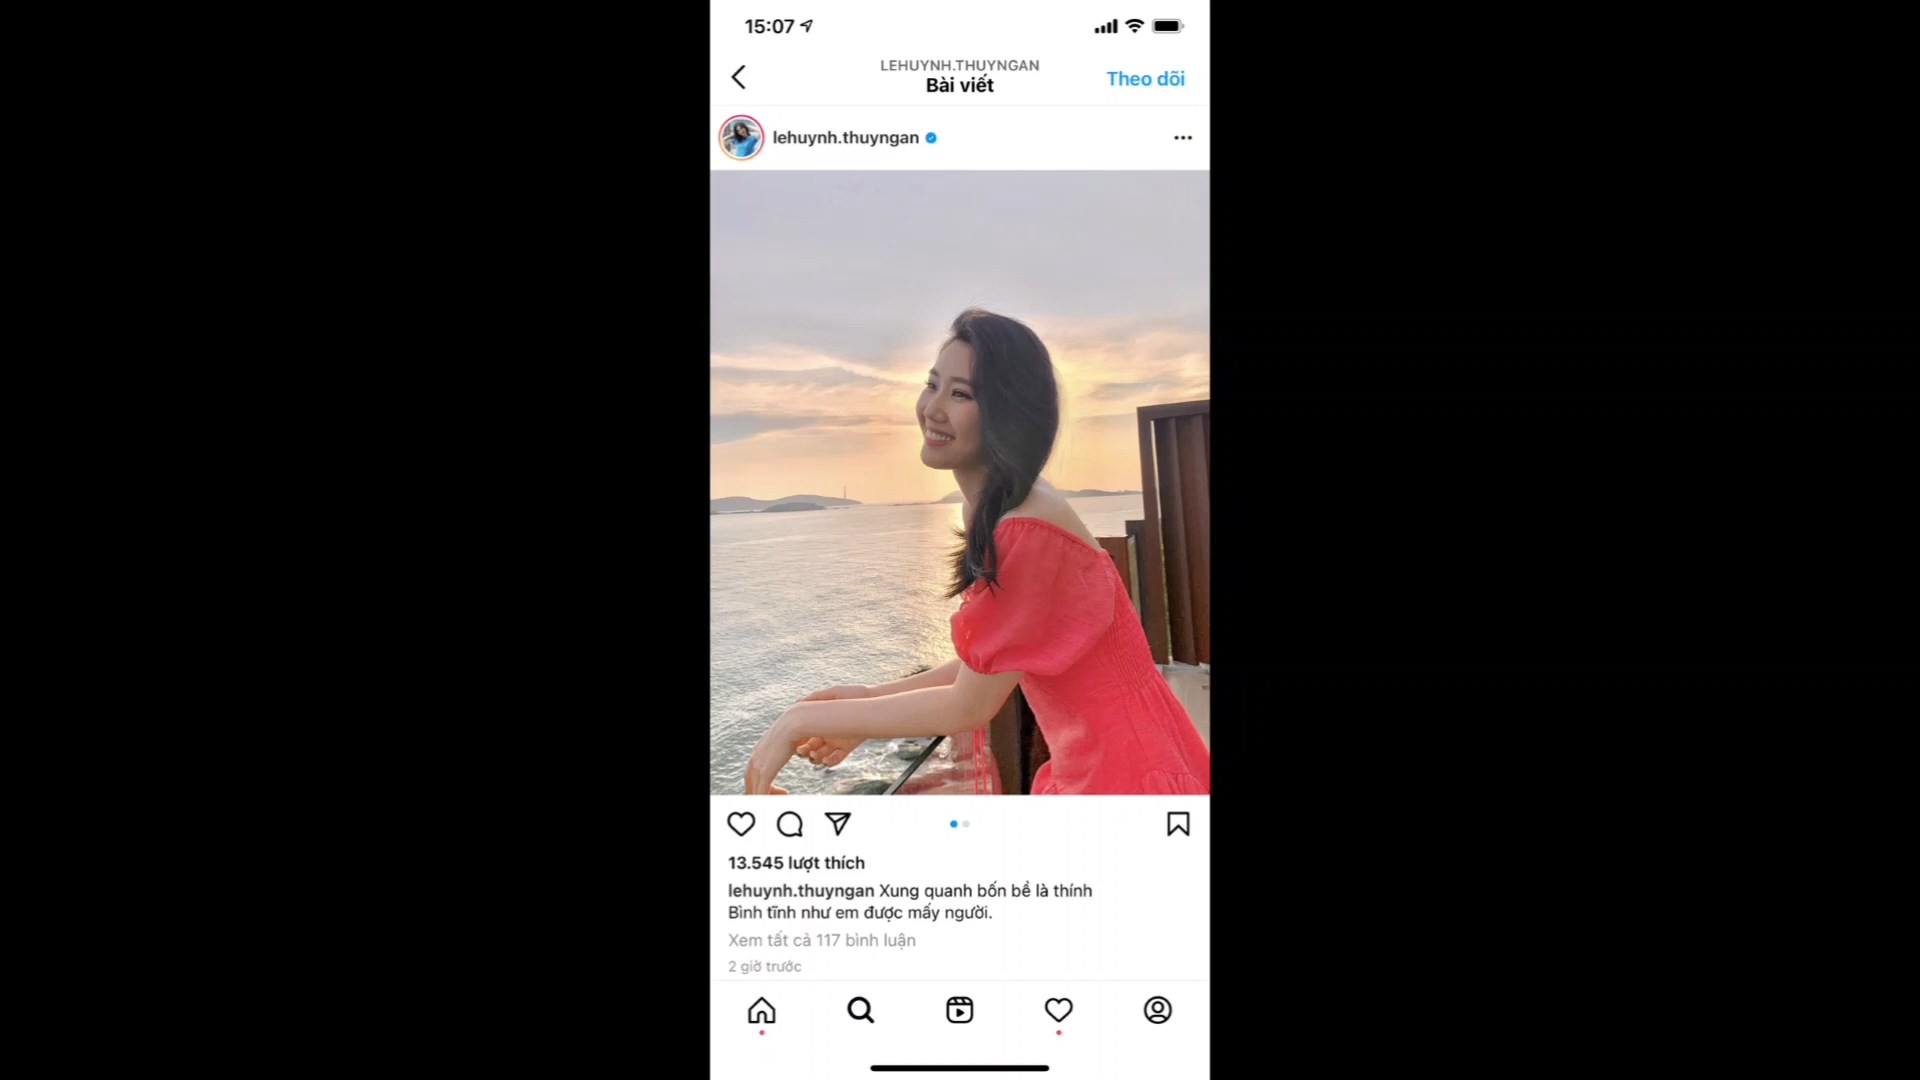 15:07
LEHUYNH.THUYNGAN
Bài viết
Theo dõi
lehuynh.thuyngan
13.545 lượt thích
lehuynh.thuyngan Xung quanh bốn bề là thính
Bình tĩnh như em được mấy người.
Xem tất cả 117 bình luận
2 giờ trước